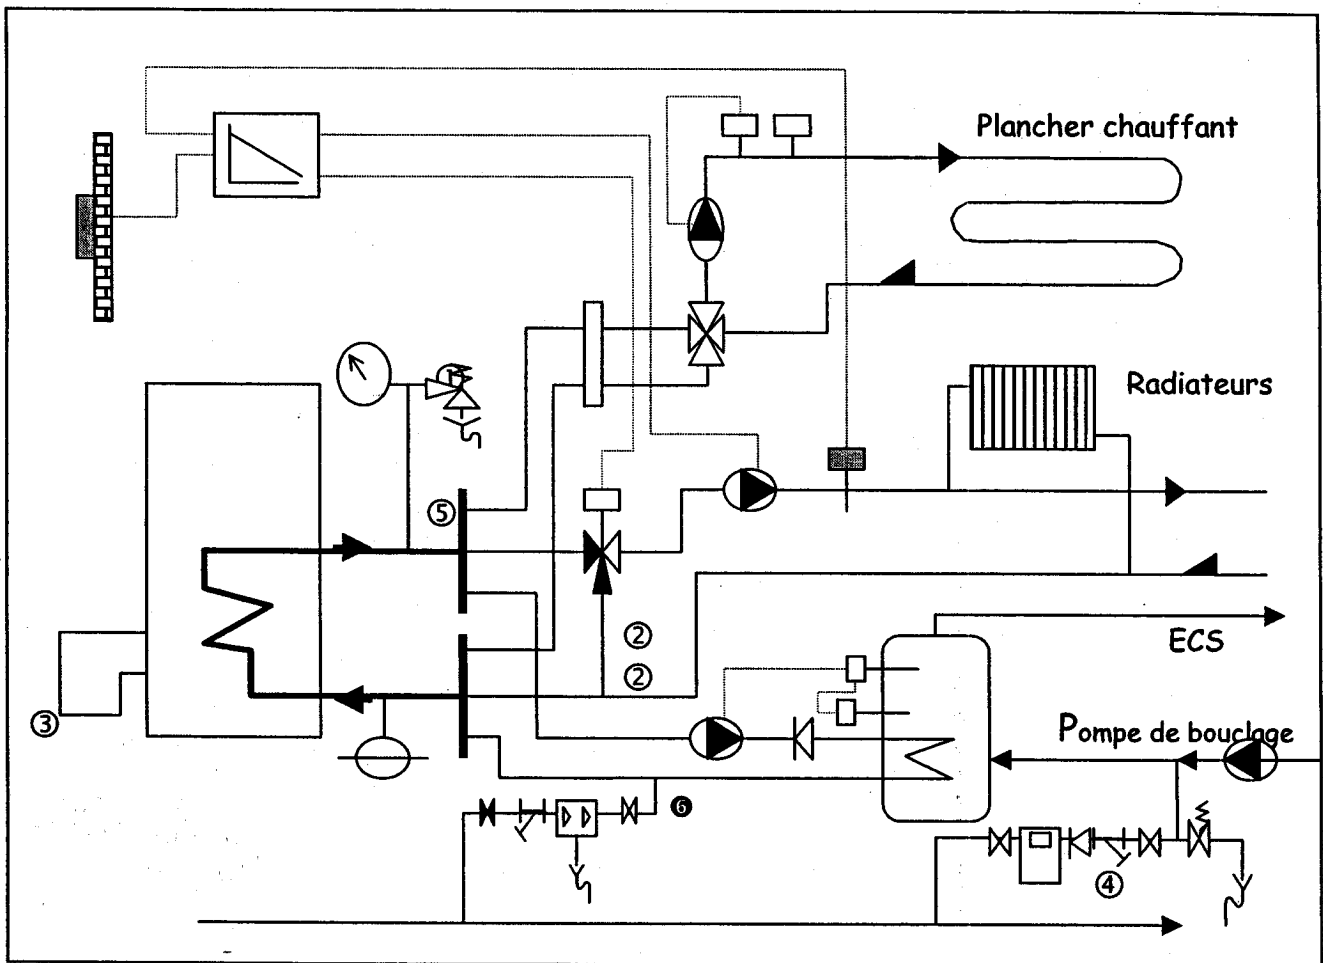 Plancher chauffant
Radiateurs
⑤
②
②
ECS
③
Pompe de bouclage
❻
④